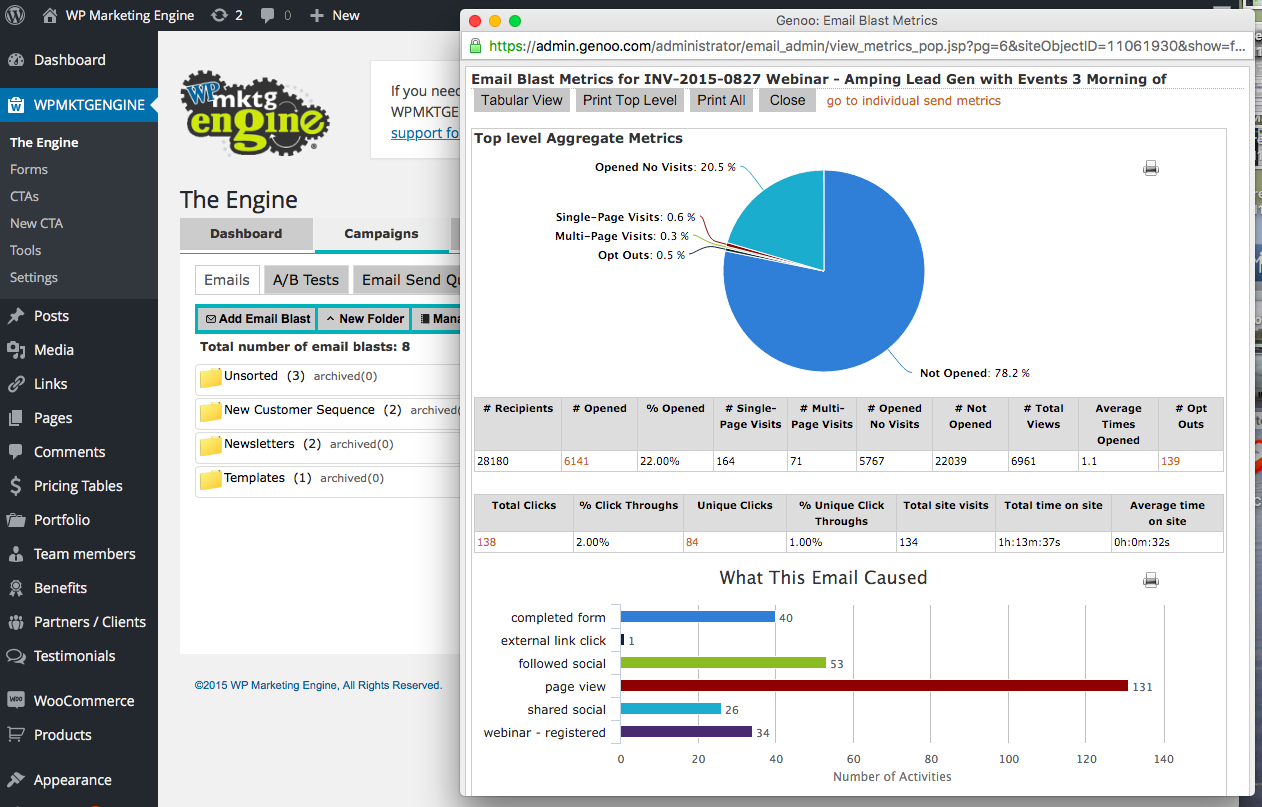 WP Marketing Engine
2
0
New
Dashboard
WPMKTGENGINE
The Engine
Forms
CTAs
New CTA
Tools
Settings
Posts
Media
Links
Pages
Comments
Pricing Tables
Portfolio
Team members
Benefits
Partners / Clients
Testimonials
WooCommerce
Products
Appearance
WP
mktg
engine
If you need
WPMKTGE
support fo
The Engine
Dashboard
Campaigns
Emails
A/B Tests
Email Send Qu
Add Email Blast
New Folder
Mana
Total number of email blasts: 8
Unsorted (3) archived(0)
New Customer Sequence (2) archived(
Newsletters (2) archived(0)
Templates (1) archived(0)
©2015 WP Marketing Engine, All Rights Reserved.
Genoo: Email Blast Metrics
https://admin.genoo.com/administrator/email_admin/view_metrics_pop.jsp?pg=6&siteObjectID=11061930&show=f...
Email Blast Metrics for INV-2015-0827 Webinar - Amping Lead Gen with Events 3 Morning of
Tabular View
Print Top Level
Print All
Close
go to individual send metrics
Top level Aggregate Metrics
Opened No Visits: 20.5 %
Single-Page Visits: 0.6 %
Multi-Page Visits: 0.3 %
Opt Outs: 0.5 %
Not Opened: 78.2 %
# Recipients # Opened % Opened # Single-Page Visits # Multi-Page Visits # Opened No Visits # Not Opened # Total Views Average Times Opened # Opt Outs
28180 6141 22.00% 164 71 5767 22039 6961 1.1 139
Total Clicks % Click Throughs Unique Clicks % Unique Click Throughs Total site visits Total time on site Average time on site
138 2.00% 84 1.00% 134 1h:13m:37s 0h:0m:32s
What This Email Caused
completed form 40
external link click 1
followed social 53
page view 131
shared social 26
webinar - registered 34
0 20 40 60 80 100 120 140
Number of Activities